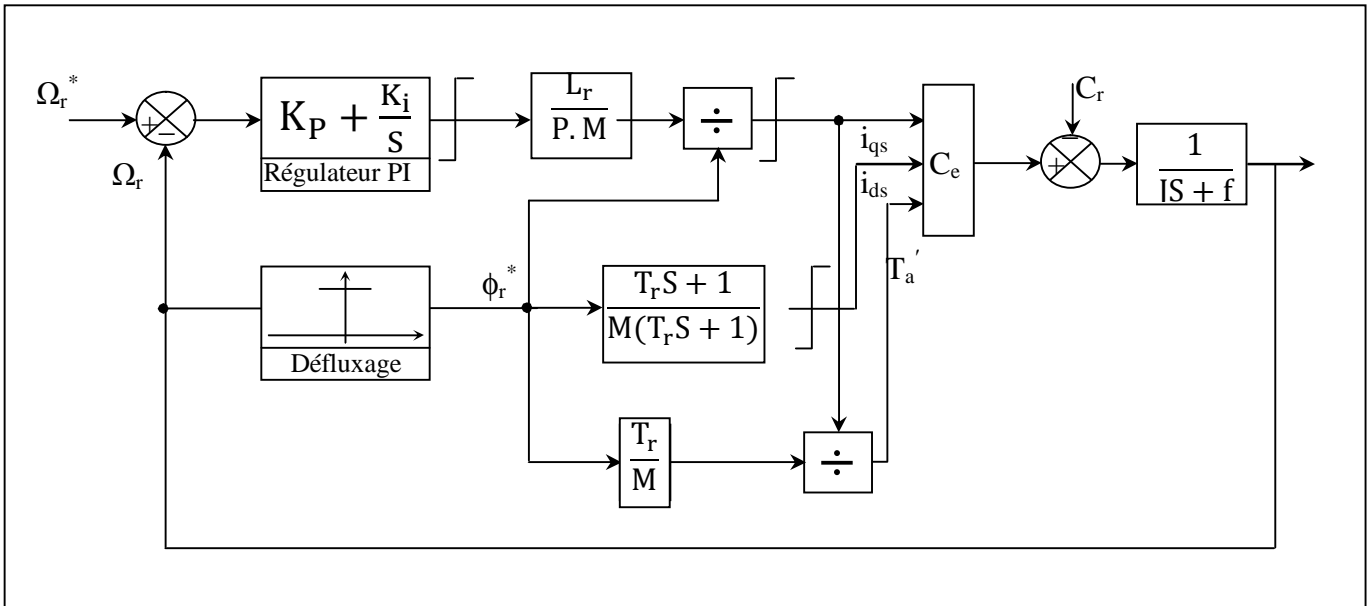 Ωr*
+
−
Ωr
KP + Ki/S
Régulateur PI
Lr/P.M
÷
iqs
ids
Ta′
Ce
Cr
−
+
1/(JS + f)
Défluxage
ϕr*
TrS + 1/M(TrS + 1)
Tr/M
÷